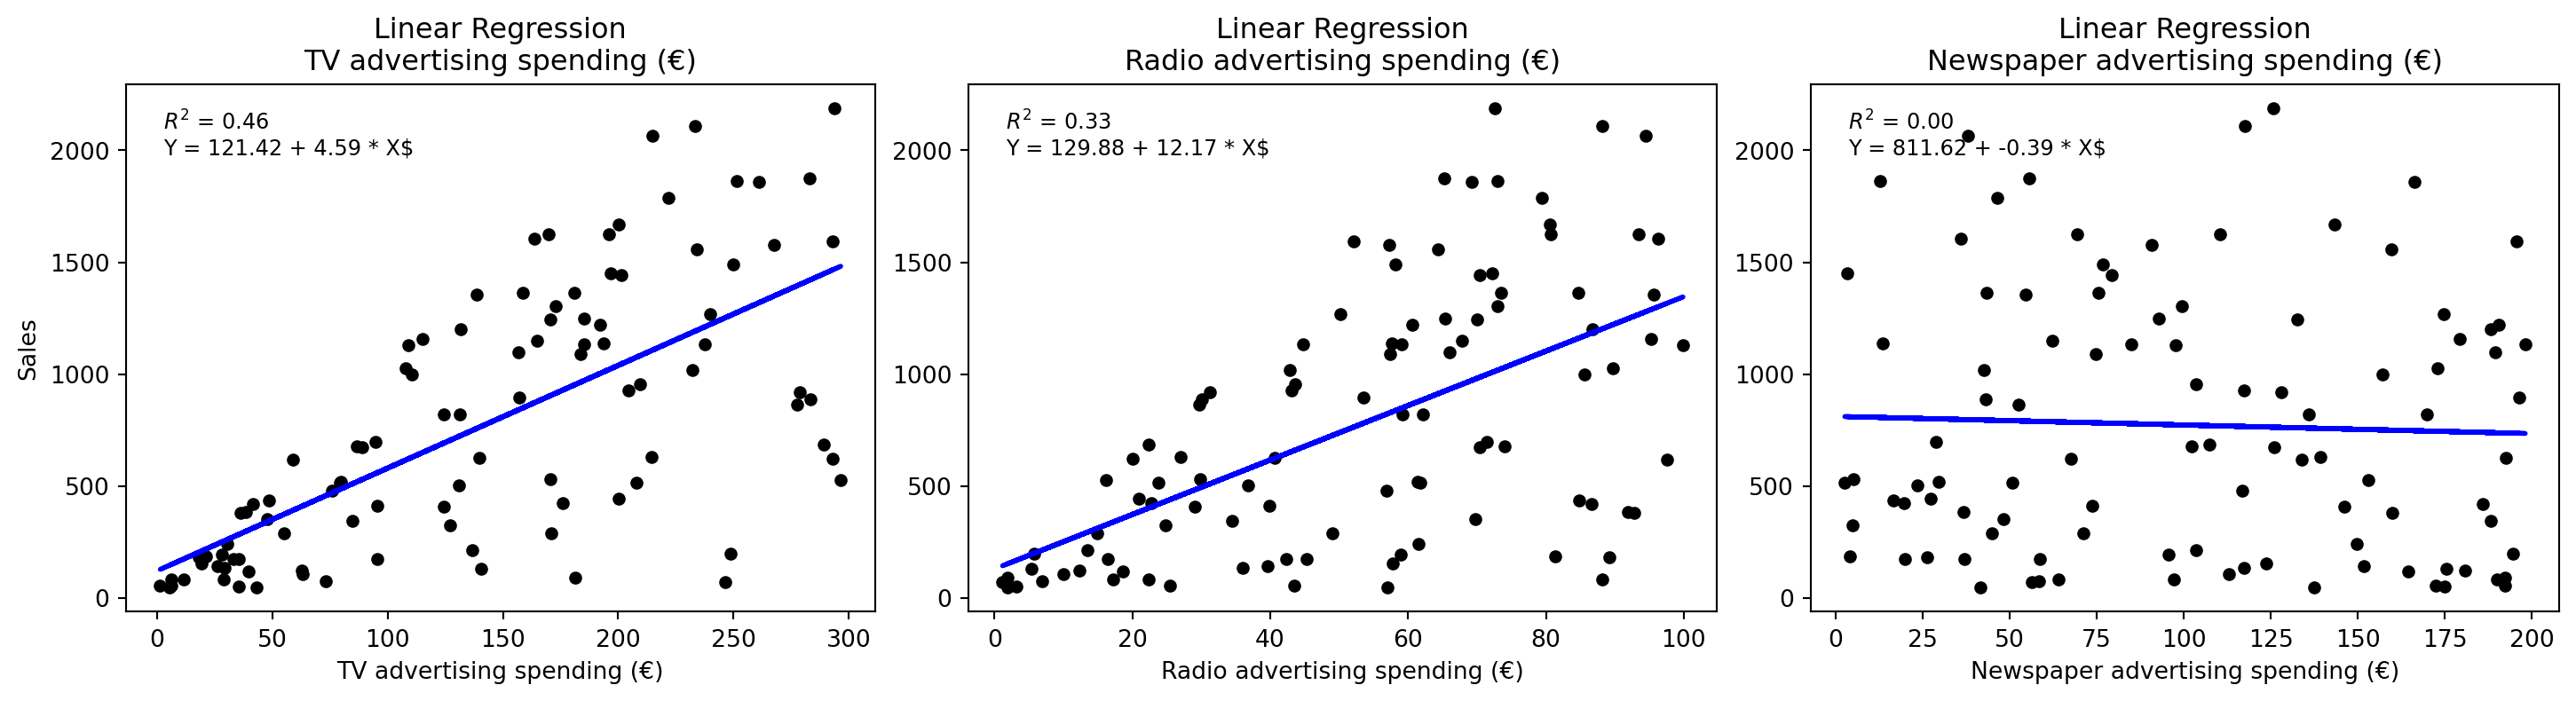 Linear Regression
TV advertising spending (€)
R² = 0.46
Y = 121.42 + 4.59 * X$
Sales
2000
1500
1000
500
0
0 50 100 150 200 250 300
TV advertising spending (€)
Linear Regression
Radio advertising spending (€)
R² = 0.33
Y = 129.88 + 12.17 * X$
2000
1500
1000
500
0
0 20 40 60 80 100
Radio advertising spending (€)
Linear Regression
Newspaper advertising spending (€)
R² = 0.00
Y = 811.62 + -0.39 * X$
2000
1500
1000
500
0
0 25 50 75 100 125 150 175 200
Newspaper advertising spending (€)